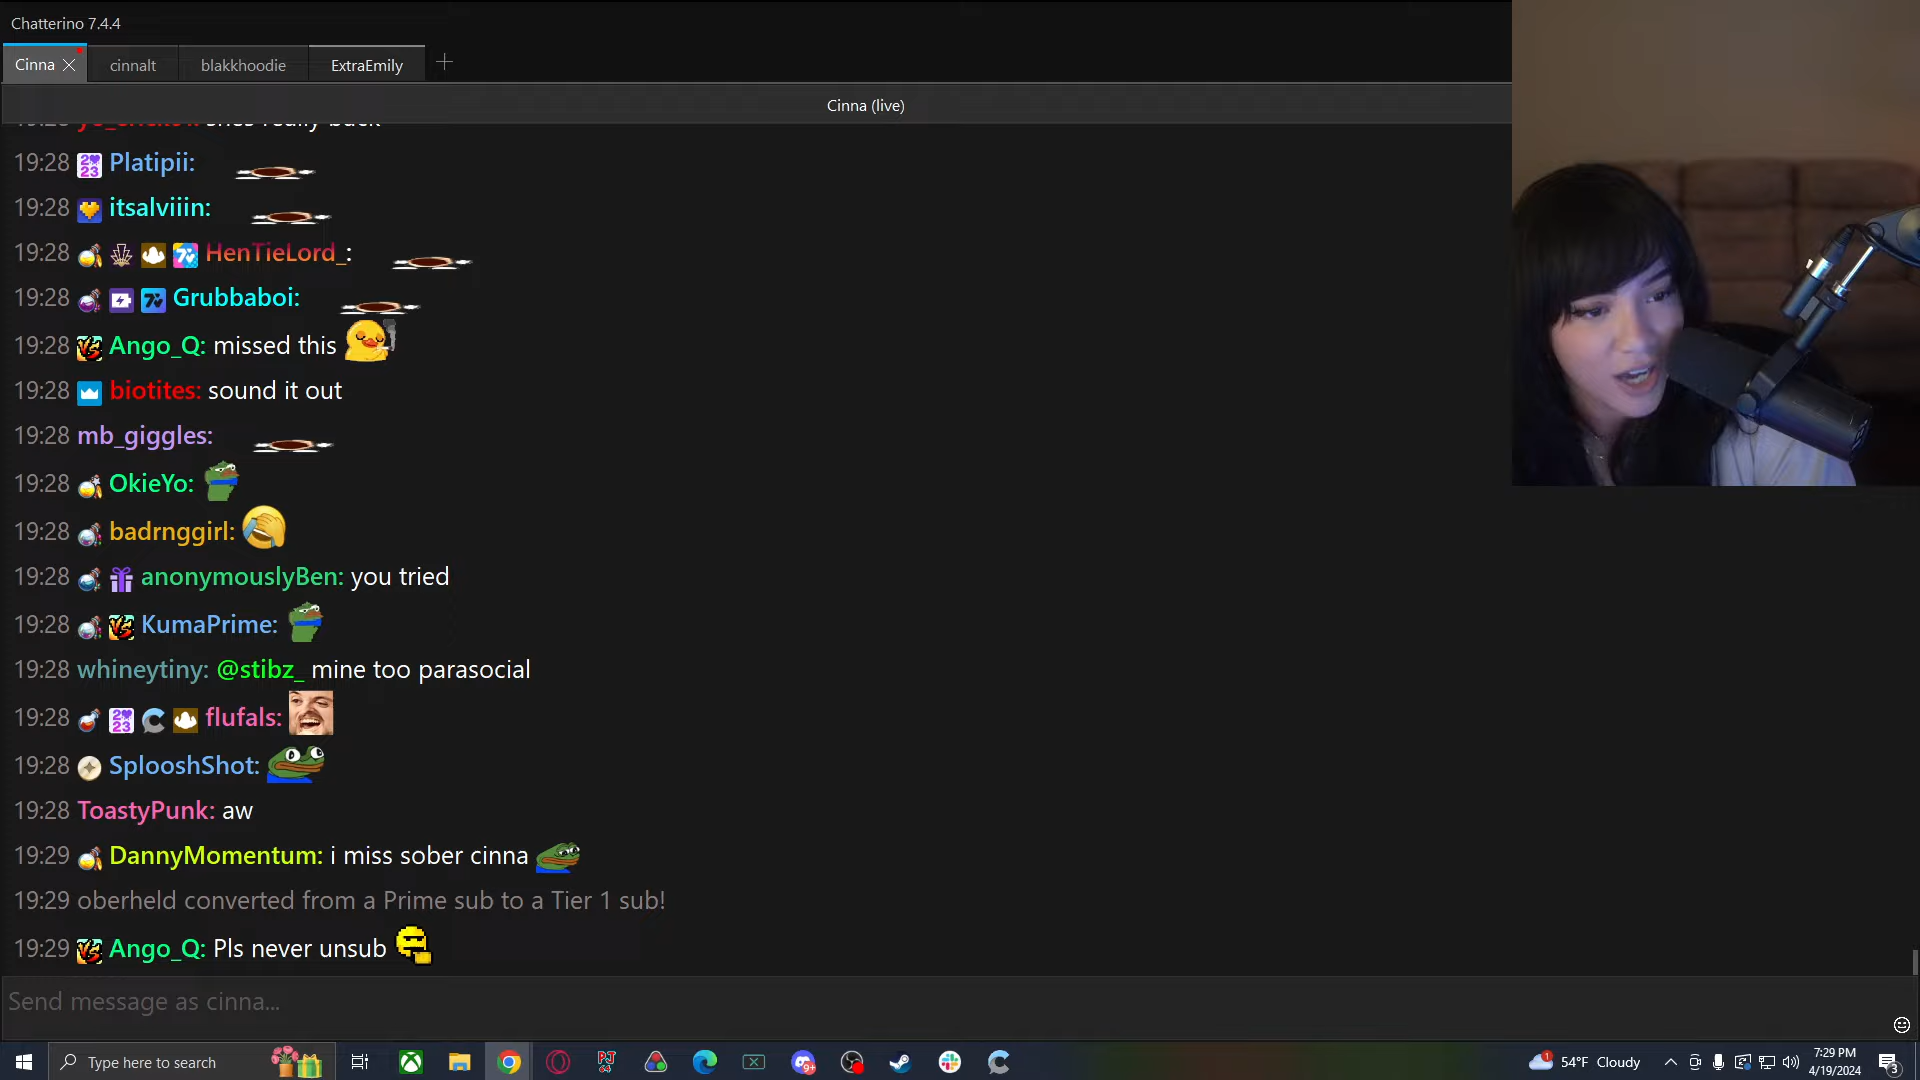 Chatterino 7.4.4
Cinna
cinnalt
blakkhoodie
ExtraEmily
Cinna (live)
19:28 Platipii:
19:28 itsalviiin:
19:28 HenTieLord_:
19:28 Grubbaboi:
19:28 Ango_Q: missed this
19:28 biotites: sound it out
19:28 mb_giggles:
19:28 OkieYo:
19:28 badrnggirl:
19:28 anonymouslyBen: you tried
19:28 KumaPrime:
19:28 whineytiny: @stibz_ mine too parasocial
19:28 flufals:
19:28 SplooshShot:
19:28 ToastyPunk: aw
19:29 DannyMomentum: i miss sober cinna
19:29 oberheld converted from a Prime sub to a Tier 1 sub!
19:29 Ango_Q: Pls never unsub
Send message as cinna...
Type here to search
54°F Cloudy
7:29 PM
4/19/2024